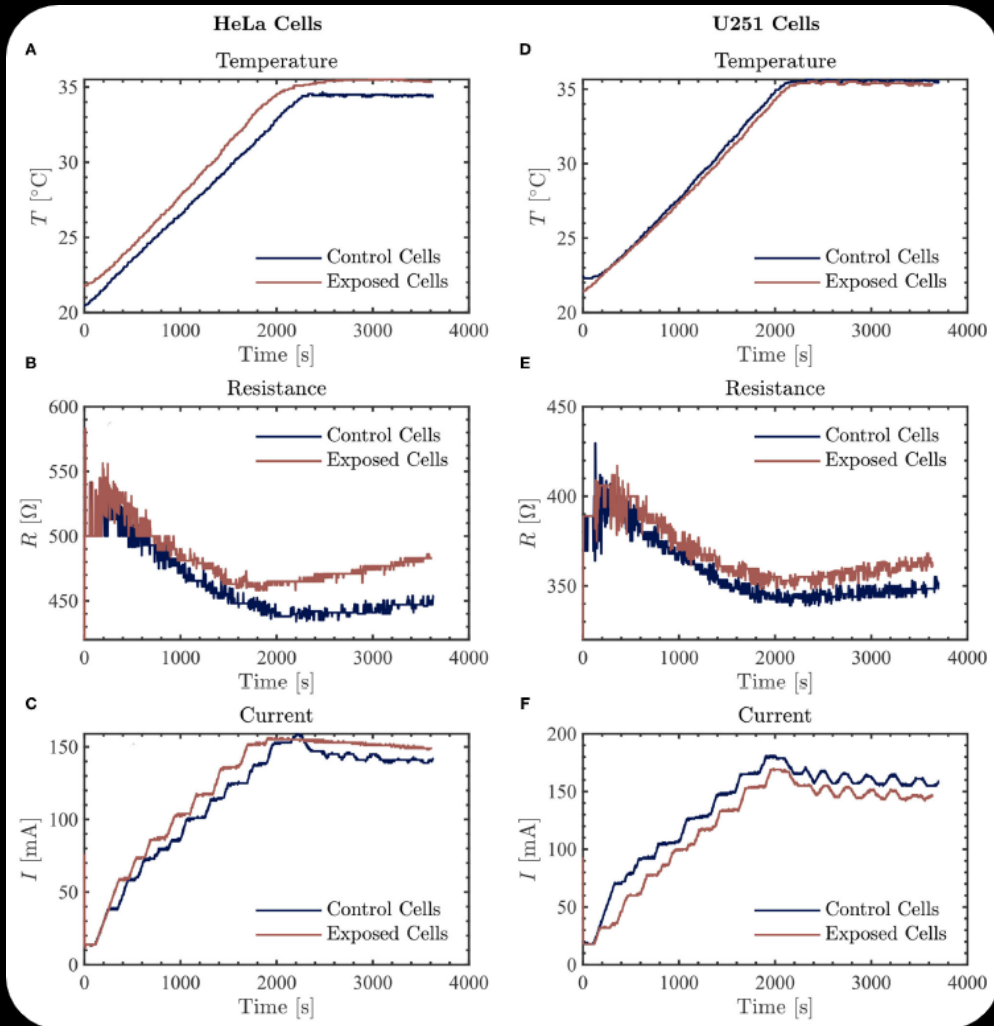 HeLa Cells
A
Temperature
35
30
25
20
T [°C]
Control Cells
Exposed Cells
0 1000 2000 3000 4000
Time [s]
B
Resistance
600
550
500
450
R [Ω]
Control Cells
Exposed Cells
0 1000 2000 3000 4000
Time [s]
C
Current
150
100
50
0
I [mA]
Control Cells
Exposed Cells
0 1000 2000 3000 4000
Time [s]
U251 Cells
D
Temperature
35
30
25
20
T [°C]
Control Cells
Exposed Cells
0 1000 2000 3000 4000
Time [s]
E
Resistance
450
400
350
R [Ω]
Control Cells
Exposed Cells
0 1000 2000 3000 4000
Time [s]
F
Current
200
150
100
50
0
I [mA]
Control Cells
Exposed Cells
0 1000 2000 3000 4000
Time [s]